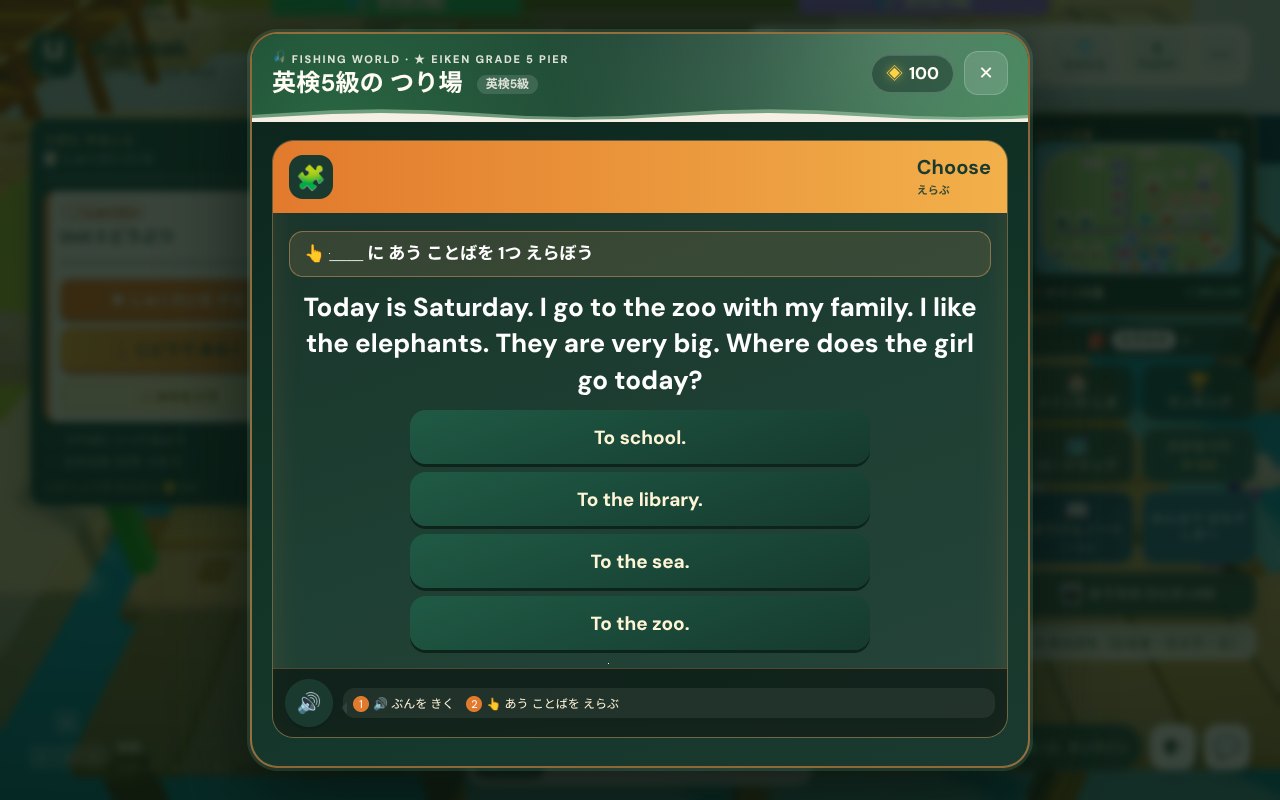 FISHING WORLD · ★ EIKEN GRADE 5 PIER
英検5級の つり場 英検5級
100
✕
Choose
えらぶ
👆 ____ に あう ことばを 1つ えらぼう
Today is Saturday. I go to the zoo with my family. I like
the elephants. They are very big. Where does the girl
go today?
To school.
To the library.
To the sea.
To the zoo.
1 🔊 ぶんを きく 2 👆 あう ことばを えらぶ